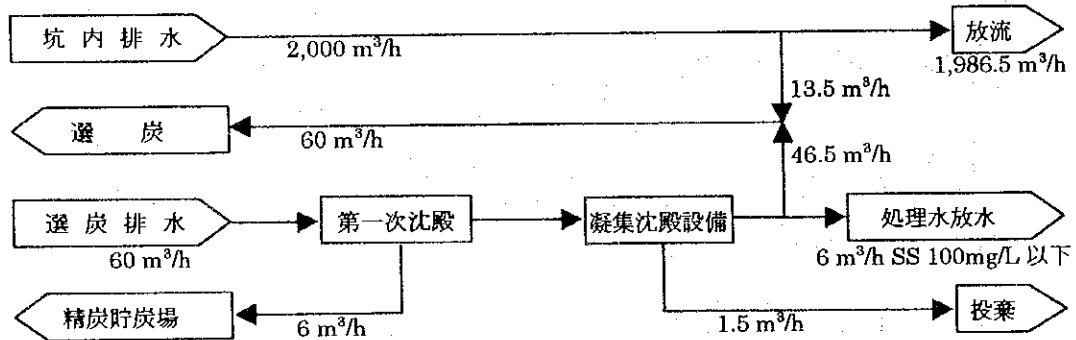 坑内排水
2,000 m³/h
放流
1,986.5 m³/h
13.5 m³/h
選炭
60 m³/h
46.5 m³/h
選炭排水
60 m³/h
第一次沈殿
凝集沈殿設備
処理水放水
6 m³/h SS 100mg/L 以下
精炭貯炭場
6 m³/h
1.5 m³/h
投棄